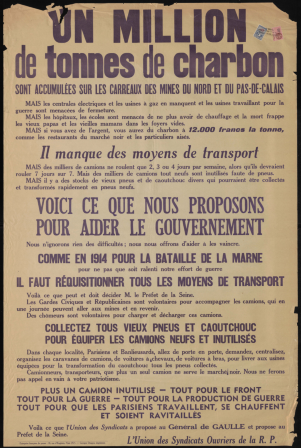 UN MILLION
de tonnes de charbon
SONT ACCUMULÉES SUR LES CARREAUX DES MINES DU NORD ET DU PAS-DE-CALAIS
MAIS les centrales électriques et les usines à gaz en manquent et les usines travaillant pour la
guerre sont menacées de fermeture.
MAIS les hôpitaux, les écoles sont menacés de ne plus avoir de chauffage et la mort frappe
les vieux papas et les vieilles mamans dans les foyers vides.
MAIS si vous avez de l'argent, vous aurez du charbon à 12.000 francs la tonne,
comme les restaurants du marché noir et les particuliers aisés.
Il manque des moyens de transport
MAIS des milliers de camions ne roulent que 2, 3 ou 4 jours par semaine, alors qu'ils devraient
rouler 7 jours sur 7. Mais des milliers de camions tout neufs sont inutilisés faute de pneus.
MAIS il y a des stocks de vieux pneus et de caoutchouc divers qui pourraient être collectés
et transformés rapidement en pneus neufs.
VOICI CE QUE NOUS PROPOSONS
POUR AIDER LE GOUVERNEMENT
Nous n'ignorons rien des difficultés; nous nous offrons d'aider à les vaincre.
COMME EN 1914 POUR LA BATAILLE DE LA MARNE
pour ne pas que soit ralenti notre effort de guerre
IL FAUT RÉQUISITIONNER TOUS LES MOYENS DE TRANSPORT
Voilà ce que peut et doit décider M. le Préfet de la Seine.
Les Gardes Civiques et Républicaines sont volontaires pour accompagner les camions, qui en
une journée peuvent aller aux mines et en revenir.
Des chômeurs sont volontaires pour charger et décharger ces camions.
COLLECTEZ TOUS VIEUX PNEUS ET CAOUTCHOUC
POUR ÉQUIPER LES CAMIONS NEUFS ET INUTILISÉS
Dans chaque localité, Parisiens et Banlieusards, allez de porte en porte, demandez, centralisez,
organisez les caravanes de camions, de voitures à chevaux, de voitures à bras, pour livrer aux usines
équipées pour la transformation du caoutchouc tous les pneus collectés.
Camionneurs, transporteurs, que plus un seul camion ne serve le marché noir. Nous ne ferons
pas appel en vain à votre patriotisme.
PLUS UN CAMION INUTILISÉ — TOUT POUR LE FRONT
TOUT POUR LA GUERRE — TOUT POUR LA PRODUCTION DE GUERRE
TOUT POUR QUE LES PARISIENS TRAVAILLENT, SE CHAUFFENT
ET SOIENT RAVITAILLÉS
Voilà ce que l'Union des Syndicats a proposé au Général de GAULLE et propose au
Préfet de la Seine.
L'Union des Syndicats Ouvriers de la R. P.